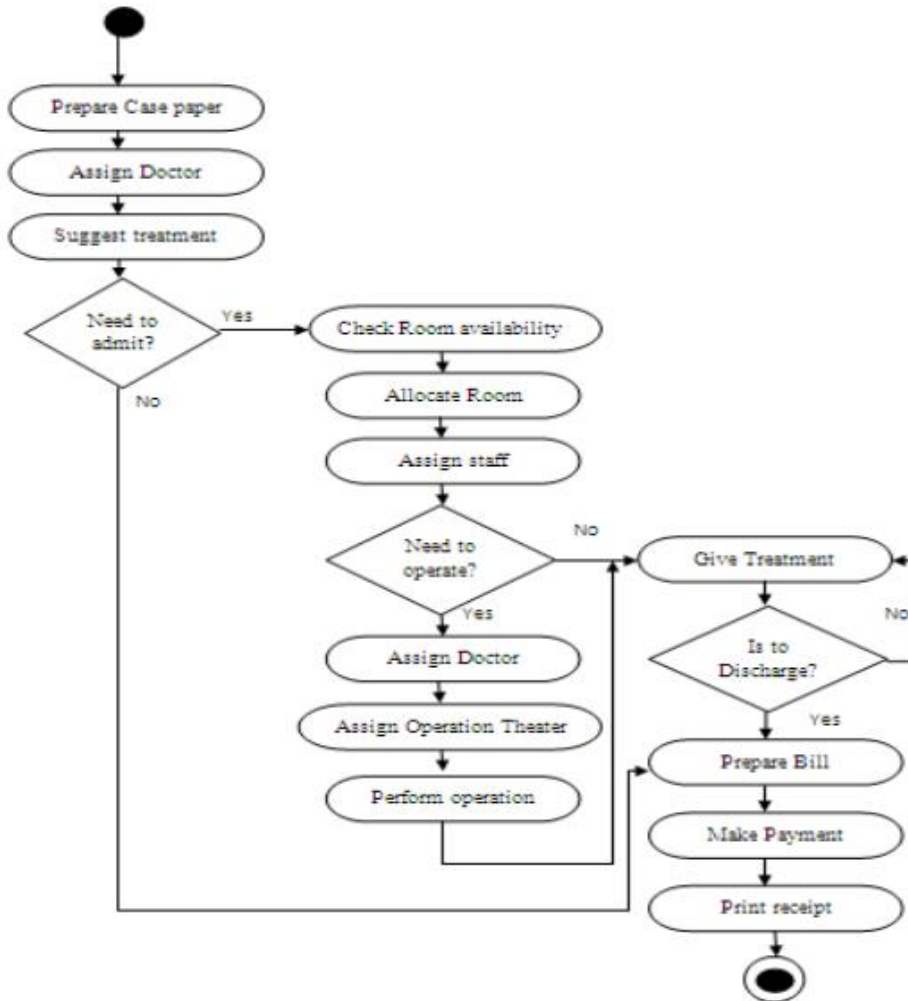 Prepare Case paper
Assign Doctor
Suggest treatment
Need to
admit?
Yes
No
Check Room availability
Allocate Room
Assign staff
Need to
operate?
No
Yes
Assign Doctor
Assign Operation Theater
Perform operation
Give Treatment
Is to
Discharge?
No
Yes
Prepare Bill
Make Payment
Print receipt